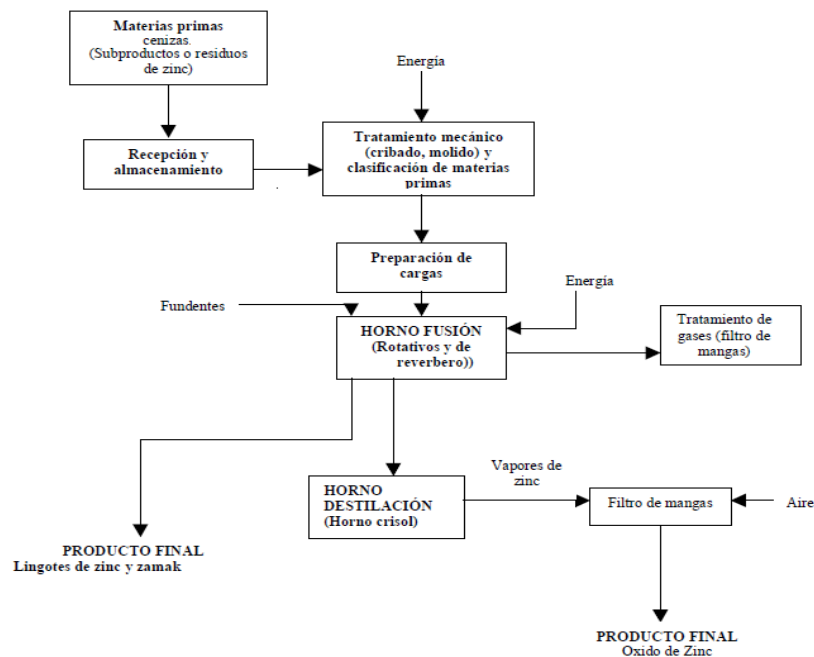 Materias primas
cenizas.
(Subproductos o residuos
de zinc)
Energía
Recepción y
almacenamiento
Tratamiento mecánico
(cribado, molido) y
clasificación de materias
primas
Preparación de
cargas
Fundentes
Energía
HORNO FUSIÓN
(Rotativos y de
reverbero))
Tratamiento de
gases (filtro de
mangas)
HORNO
DESTILACIÓN
(Horno crisol)
Vapores de
zinc
Filtro de mangas
Aire
PRODUCTO FINAL
Lingotes de zinc y zamak
PRODUCTO FINAL
Oxido de Zinc